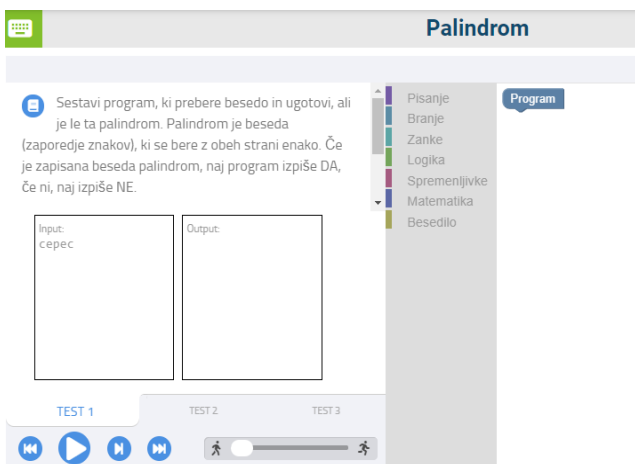 Palindrom
Sestavi program, ki prebere besedo in ugotovi, ali
je le ta palindrom. Palindrom je beseda
(zaporedje znakov), ki se bere z obeh strani enako. Če
je zapisana beseda palindrom, naj program izpiše DA,
če ni, naj izpiše NE.
Input:
cepec
Output:
TEST 1
TEST 2
TEST 3
Pisanje
Branje
Zanke
Logika
Spremenljivke
Matematika
Besedilo
Program